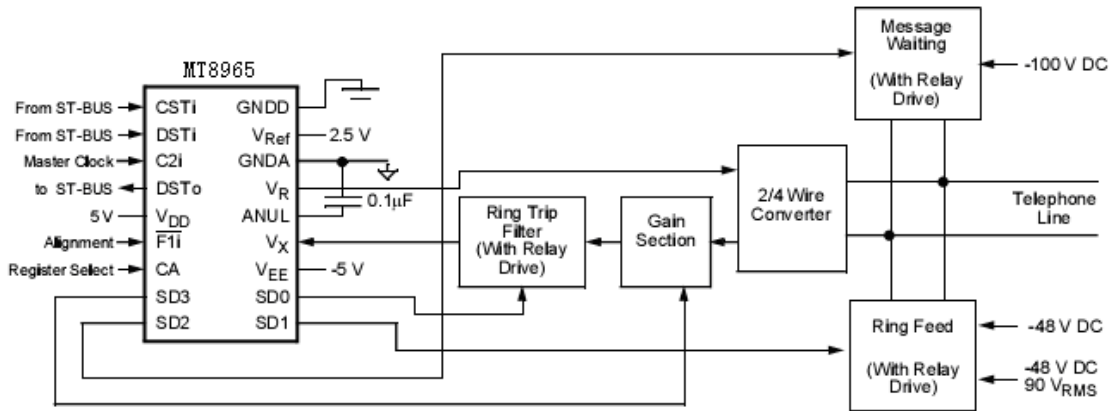 MT8965
From ST-BUS
From ST-BUS
Master Clock
to ST-BUS
5 V
Alignment
Register Select
CSTi
DSTi
C2i
DSTo
VDD
F1i
CA
SD3
SD2
GNDD
VRef
GNDA
VR
ANUL
VX
VEE
SD0
SD1
2.5 V
0.1μF
-5 V
Ring Trip
Filter
(With Relay
Drive)
Gain
Section
2/4 Wire
Converter
Message
Waiting
(With Relay
Drive)
-100 V DC
Telephone
Line
Ring Feed
(With Relay
Drive)
-48 V DC
-48 V DC
90 VRMS